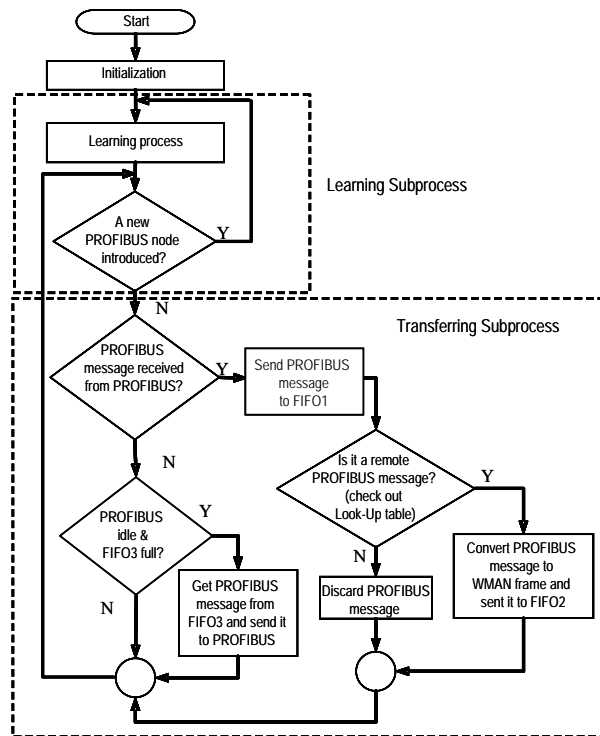 Start
Initialization
Learning process
Learning Subprocess
A new
PROFIBUS node
introduced?
Y
N
Transferring Subprocess
PROFIBUS
message received
from PROFIBUS?
Y
Send PROFIBUS
message
to FIFO1
N
Is it a remote
PROFIBUS message?
(check out
Look-Up table)
Y
N
PROFIBUS
idle &
FIFO3 full?
Y
N
Get PROFIBUS
message from
FIFO3 and send it
to PROFIBUS
Discard PROFIBUS
message
Convert PROFIBUS
message to
WMAN frame and
sent it to FIFO2